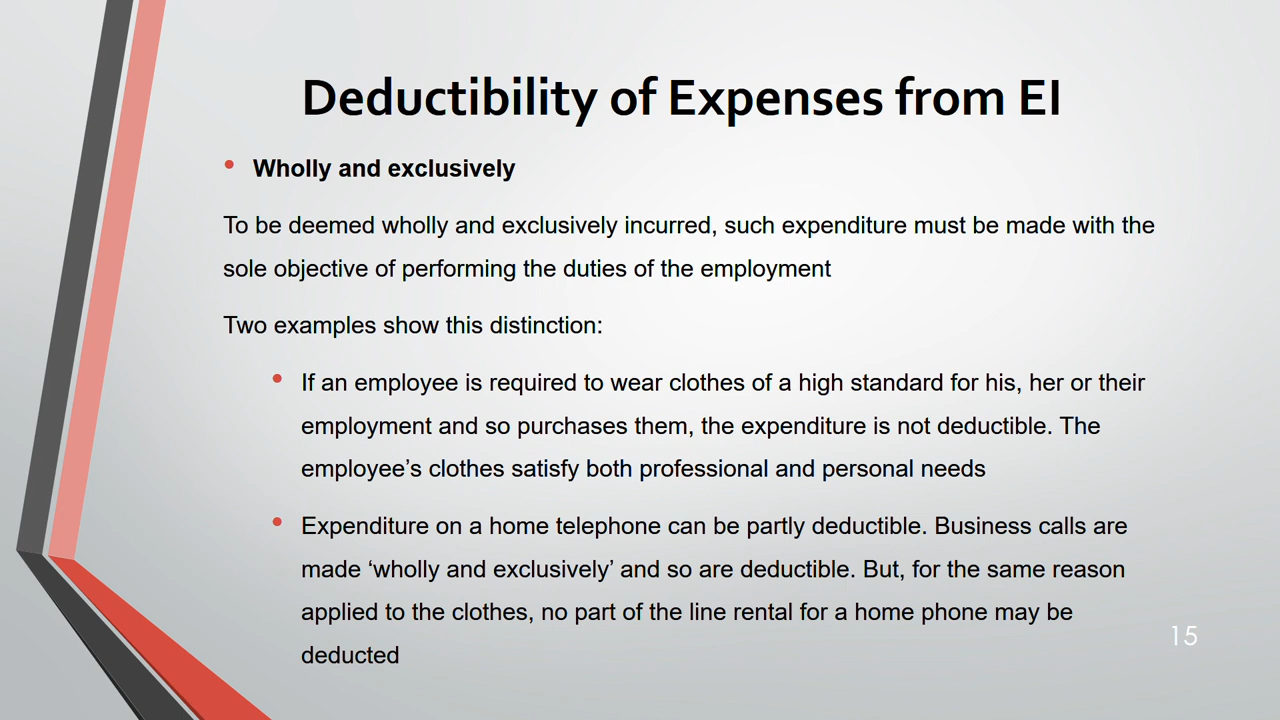 Deductibility of Expenses from EI
• Wholly and exclusively
To be deemed wholly and exclusively incurred, such expenditure must be made with the
sole objective of performing the duties of the employment
Two examples show this distinction:
• If an employee is required to wear clothes of a high standard for his, her or their
employment and so purchases them, the expenditure is not deductible. The
employee’s clothes satisfy both professional and personal needs
• Expenditure on a home telephone can be partly deductible. Business calls are
made ‘wholly and exclusively’ and so are deductible. But, for the same reason
applied to the clothes, no part of the line rental for a home phone may be
deducted
15